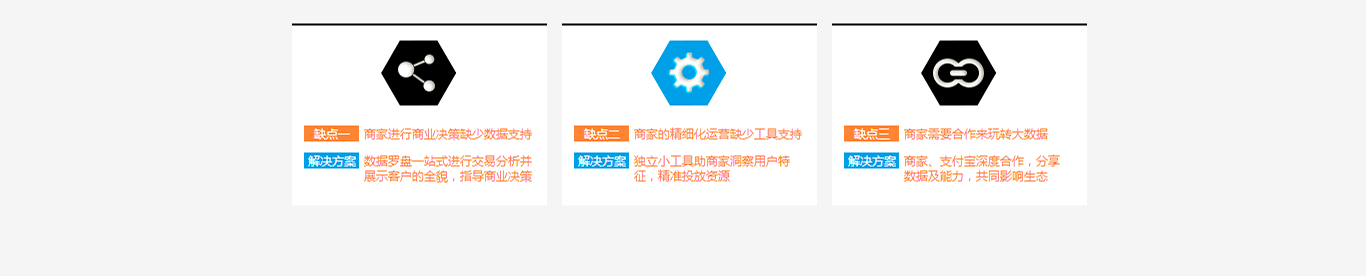 缺点一 商家进行商业决策缺少数据支持
解决方案 数据罗盘一站式进行交易分析并
展示客户的全貌，指导商业决策
缺点二 商家的精细化运营缺少工具支持
解决方案 独立小工具助商家洞察用户特
征，精准投放资源
缺点三 商家需要合作来玩转大数据
解决方案 商家、支付宝深度合作，分享
数据及能力，共同影响生态